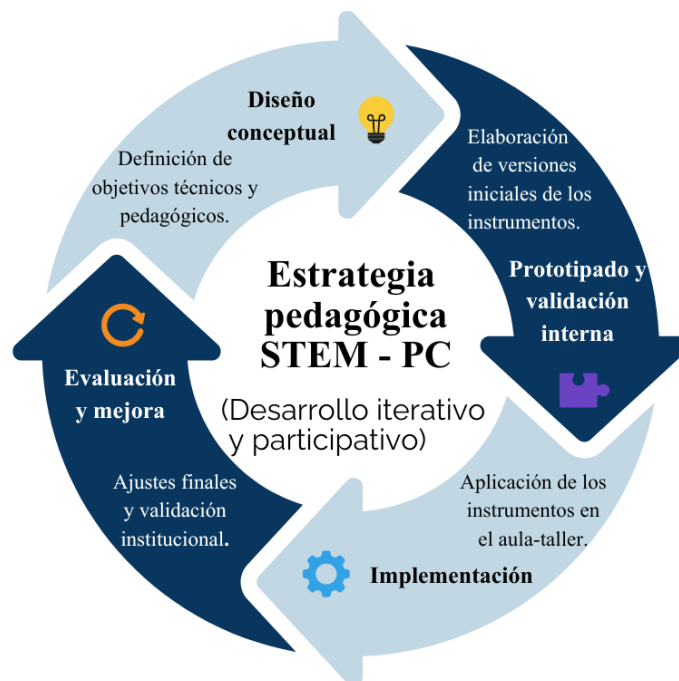 Diseño
conceptual
Definición de
objetivos técnicos y
pedagógicos.
Elaboración
de versiones
iniciales de los
instrumentos.
Prototipado y
validación
interna
Estrategia
pedagógica
STEM - PC
(Desarrollo iterativo
y participativo)
Aplicación de los
instrumentos en
el aula-taller.
Implementación
Evaluación
y mejora
Ajustes finales
y validación
institucional.